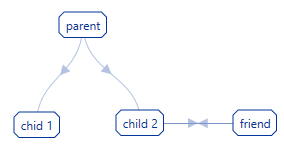 parent
chid 1
child 2
friend